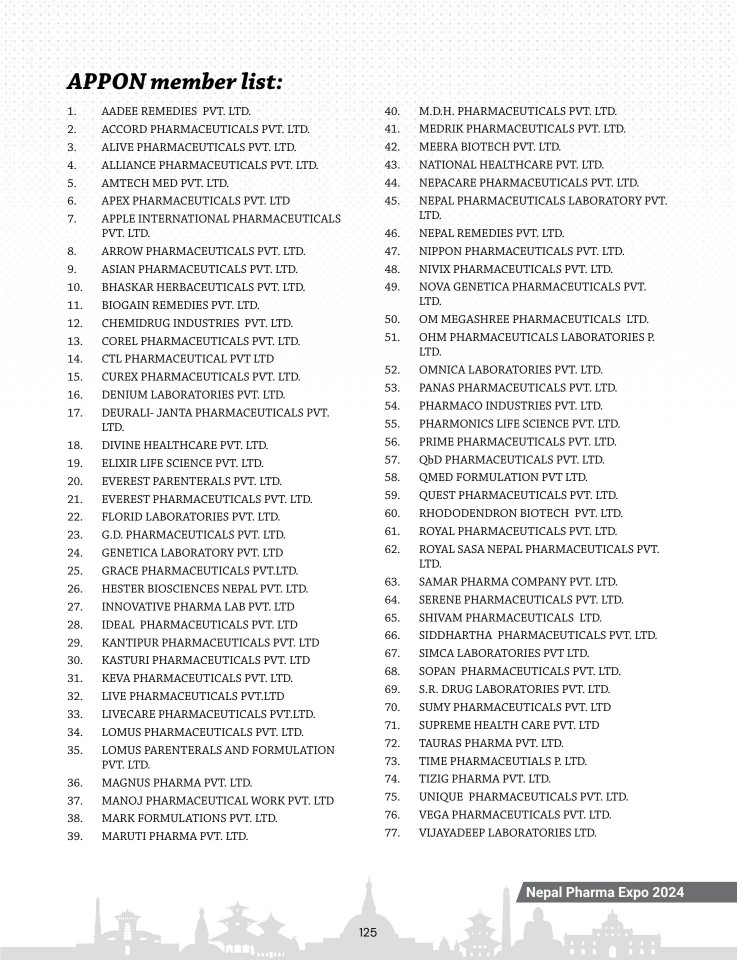 APPON member list:
1. AADEE REMEDIES PVT. LTD.
2. ACCORD PHARMACEUTICALS PVT. LTD.
3. ALIVE PHARMACEUTICALS PVT. LTD.
4. ALLIANCE PHARMACEUTICALS PVT. LTD.
5. AMTECH MED PVT. LTD.
6. APEX PHARMACEUTICALS PVT. LTD
7. APPLE INTERNATIONAL PHARMACEUTICALS
PVT. LTD.
8. ARROW PHARMACEUTICALS PVT. LTD.
9. ASIAN PHARMACEUTICALS PVT. LTD.
10. BHASKAR HERBACEUTICALS PVT. LTD.
11. BIOGAIN REMEDIES PVT. LTD.
12. CHEMIDRUG INDUSTRIES PVT. LTD.
13. COREL PHARMACEUTICALS PVT. LTD.
14. CTL PHARMACEUTICAL PVT LTD
15. CUREX PHARMACEUTICALS PVT. LTD.
16. DENIUM LABORATORIES PVT. LTD.
17. DEURALI- JANTA PHARMACEUTICALS PVT.
LTD.
18. DIVINE HEALTHCARE PVT. LTD.
19. ELIXIR LIFE SCIENCE PVT. LTD.
20. EVEREST PARENTERALS PVT. LTD.
21. EVEREST PHARMACEUTICALS PVT. LTD.
22. FLORID LABORATORIES PVT. LTD.
23. G.D. PHARMACEUTICALS PVT. LTD.
24. GENETICA LABORATORY PVT. LTD
25. GRACE PHARMACEUTICALS PVT.LTD.
26. HESTER BIOSCIENCES NEPAL PVT. LTD.
27. INNOVATIVE PHARMA LAB PVT. LTD
28. IDEAL PHARMACEUTICALS PVT. LTD
29. KANTIPUR PHARMACEUTICALS PVT. LTD
30. KASTURI PHARMACEUTICALS PVT. LTD
31. KEVA PHARMACEUTICALS PVT. LTD.
32. LIVE PHARMACEUTICALS PVT.LTD
33. LIVECARE PHARMACEUTICALS PVT.LTD.
34. LOMUS PHARMACEUTICALS PVT. LTD.
35. LOMUS PARENTERALS AND FORMULATION
PVT. LTD.
36. MAGNUS PHARMA PVT. LTD.
37. MANOJ PHARMACEUTICAL WORK PVT. LTD
38. MARK FORMULATIONS PVT. LTD.
39. MARUTI PHARMA PVT. LTD.
40. M.D.H. PHARMACEUTICALS PVT. LTD.
41. MEDRIK PHARMACEUTICALS PVT. LTD.
42. MEERA BIOTECH PVT. LTD.
43. NATIONAL HEALTHCARE PVT. LTD.
44. NEPACARE PHARMACEUTICALS PVT. LTD.
45. NEPAL PHARMACEUTICALS LABORATORY PVT.
LTD.
46. NEPAL REMEDIES PVT. LTD.
47. NIPPON PHARMACEUTICALS PVT. LTD.
48. NIVIX PHARMACEUTICALS PVT. LTD.
49. NOVA GENETICA PHARMACEUTICALS PVT.
LTD.
50. OM MEGASHREE PHARMACEUTICALS LTD.
51. OHM PHARMACEUTICALS LABORATORIES P.
LTD.
52. OMNICA LABORATORIES PVT. LTD.
53. PANAS PHARMACEUTICALS PVT. LTD.
54. PHARMACO INDUSTRIES PVT. LTD.
55. PHARMONICS LIFE SCIENCE PVT. LTD.
56. PRIME PHARMACEUTICALS PVT. LTD.
57. QbD PHARMACEUTICALS PVT. LTD.
58. QMED FORMULATION PVT LTD.
59. QUEST PHARMACEUTICALS PVT. LTD.
60. RHODODENDRON BIOTECH PVT. LTD.
61. ROYAL PHARMACEUTICALS PVT. LTD.
62. ROYAL SASA NEPAL PHARMACEUTICALS PVT.
LTD.
63. SAMAR PHARMA COMPANY PVT. LTD.
64. SERENE PHARMACEUTICALS PVT. LTD.
65. SHIVAM PHARMACEUTICALS LTD.
66. SIDDHARTHA PHARMACEUTICALS PVT. LTD.
67. SIMCA LABORATORIES PVT LTD.
68. SOPAN PHARMACEUTICALS PVT. LTD.
69. S.R. DRUG LABORATORIES PVT. LTD.
70. SUMY PHARMACEUTICALS PVT. LTD
71. SUPREME HEALTH CARE PVT. LTD
72. TAURAS PHARMA PVT. LTD.
73. TIME PHARMACEUTIALS P. LTD.
74. TIZIG PHARMA PVT. LTD.
75. UNIQUE PHARMACEUTICALS PVT. LTD.
76. VEGA PHARMACEUTICALS PVT. LTD.
77. VIJAYADEEP LABORATORIES LTD.
Nepal Pharma Expo 2024
125